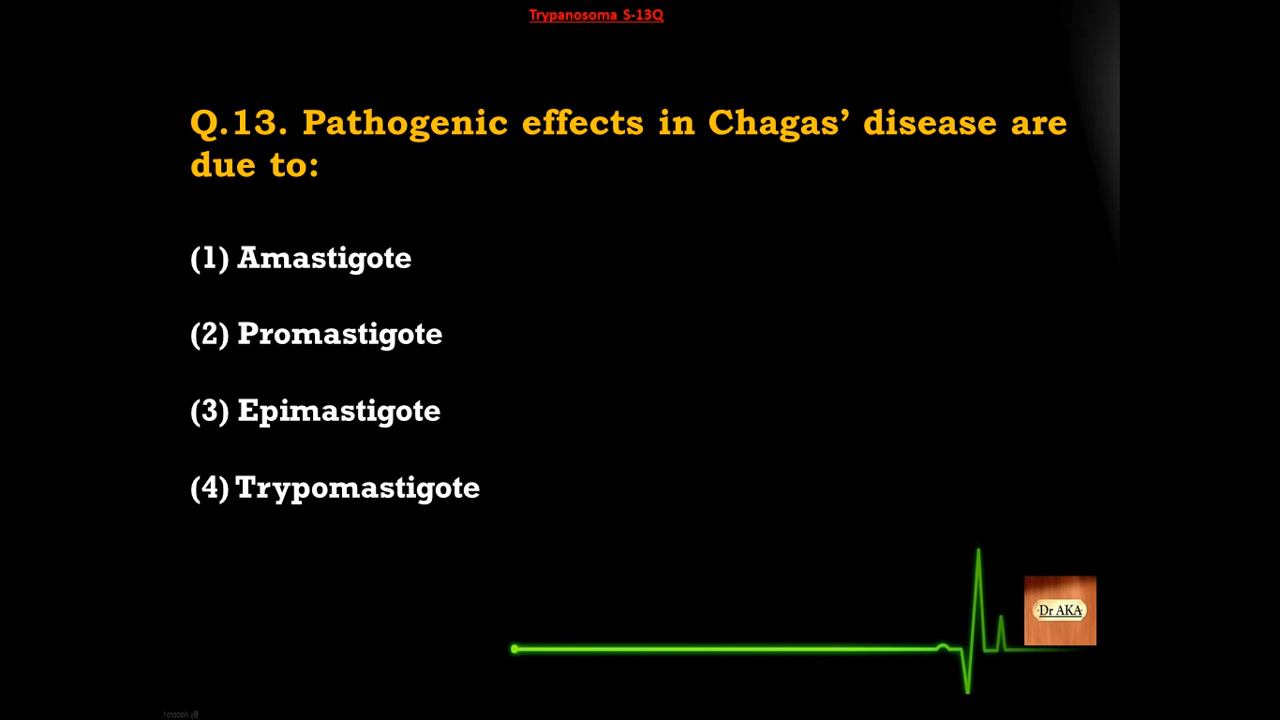 Trypanosoma S-13Q
Q.13. Pathogenic effects in Chagas’ disease are
due to:
(1) Amastigote
(2) Promastigote
(3) Epimastigote
(4) Trypomastigote
Dr AKA